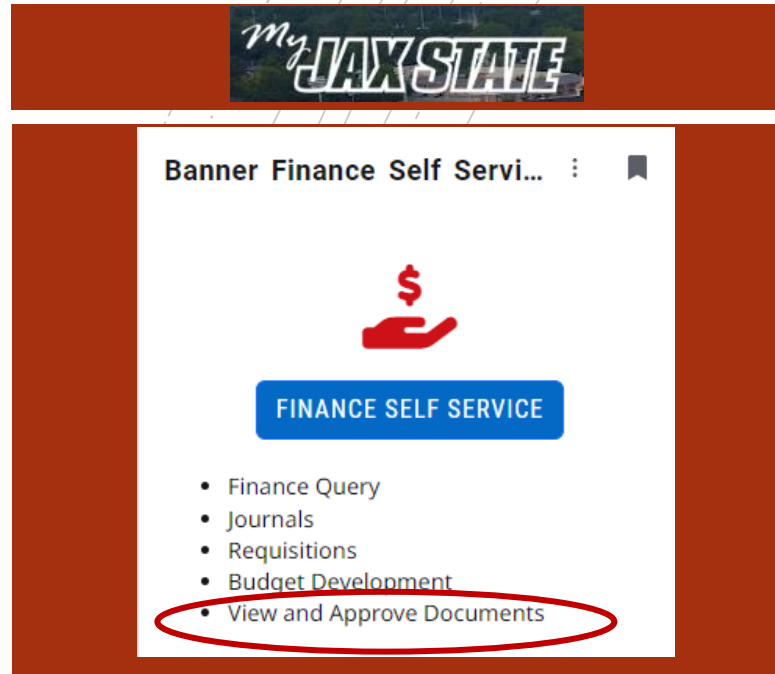 My JAX STATE
Banner Finance Self Servi...
$
FINANCE SELF SERVICE
• Finance Query
• Journals
• Requisitions
• Budget Development
• View and Approve Documents